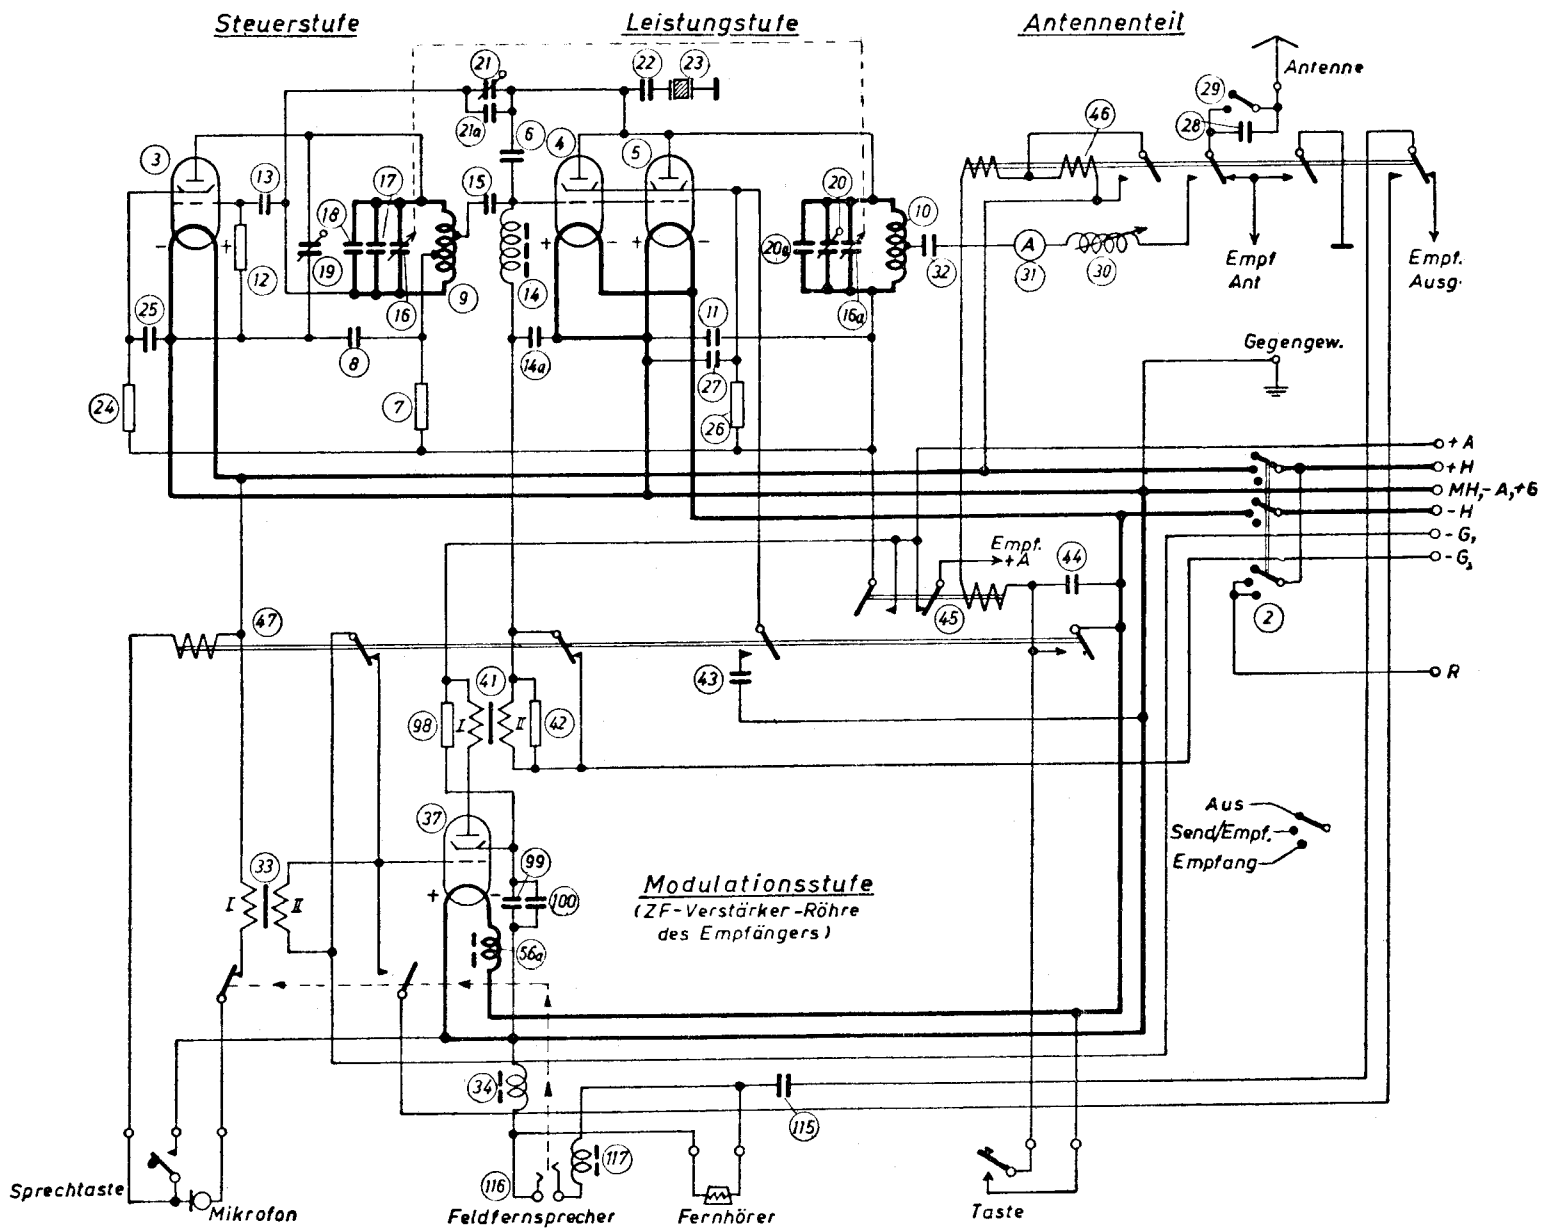 Steuerstufe
Leistungstufe
Antennenteil
Antenne
21
22
23
29
28
46
21a
6
4
5
3
13
17
18
15
20
10
20a
+
-
+
-
+
-
19
12
16
9
14
32
A
31
30
16a
Empf
Ant
Empf.
Ausg.
25
8
14a
11
27
Gegengew.
24
7
26
+A
+H
MH,-A,+G
-H
-G,
-G₂
Empf.
+A
44
45
2
47
R
41
43
98
I
II
42
Aus
Send/Empf.
Empfang
37
33
I
II
+
-
99
100
56a
Modulationsstufe
(ZF-Verstärker-Röhre
des Empfängers)
34
115
117
116
Sprechtaste
Mikrofon
Feldfernsprecher
Fernhörer
Taste